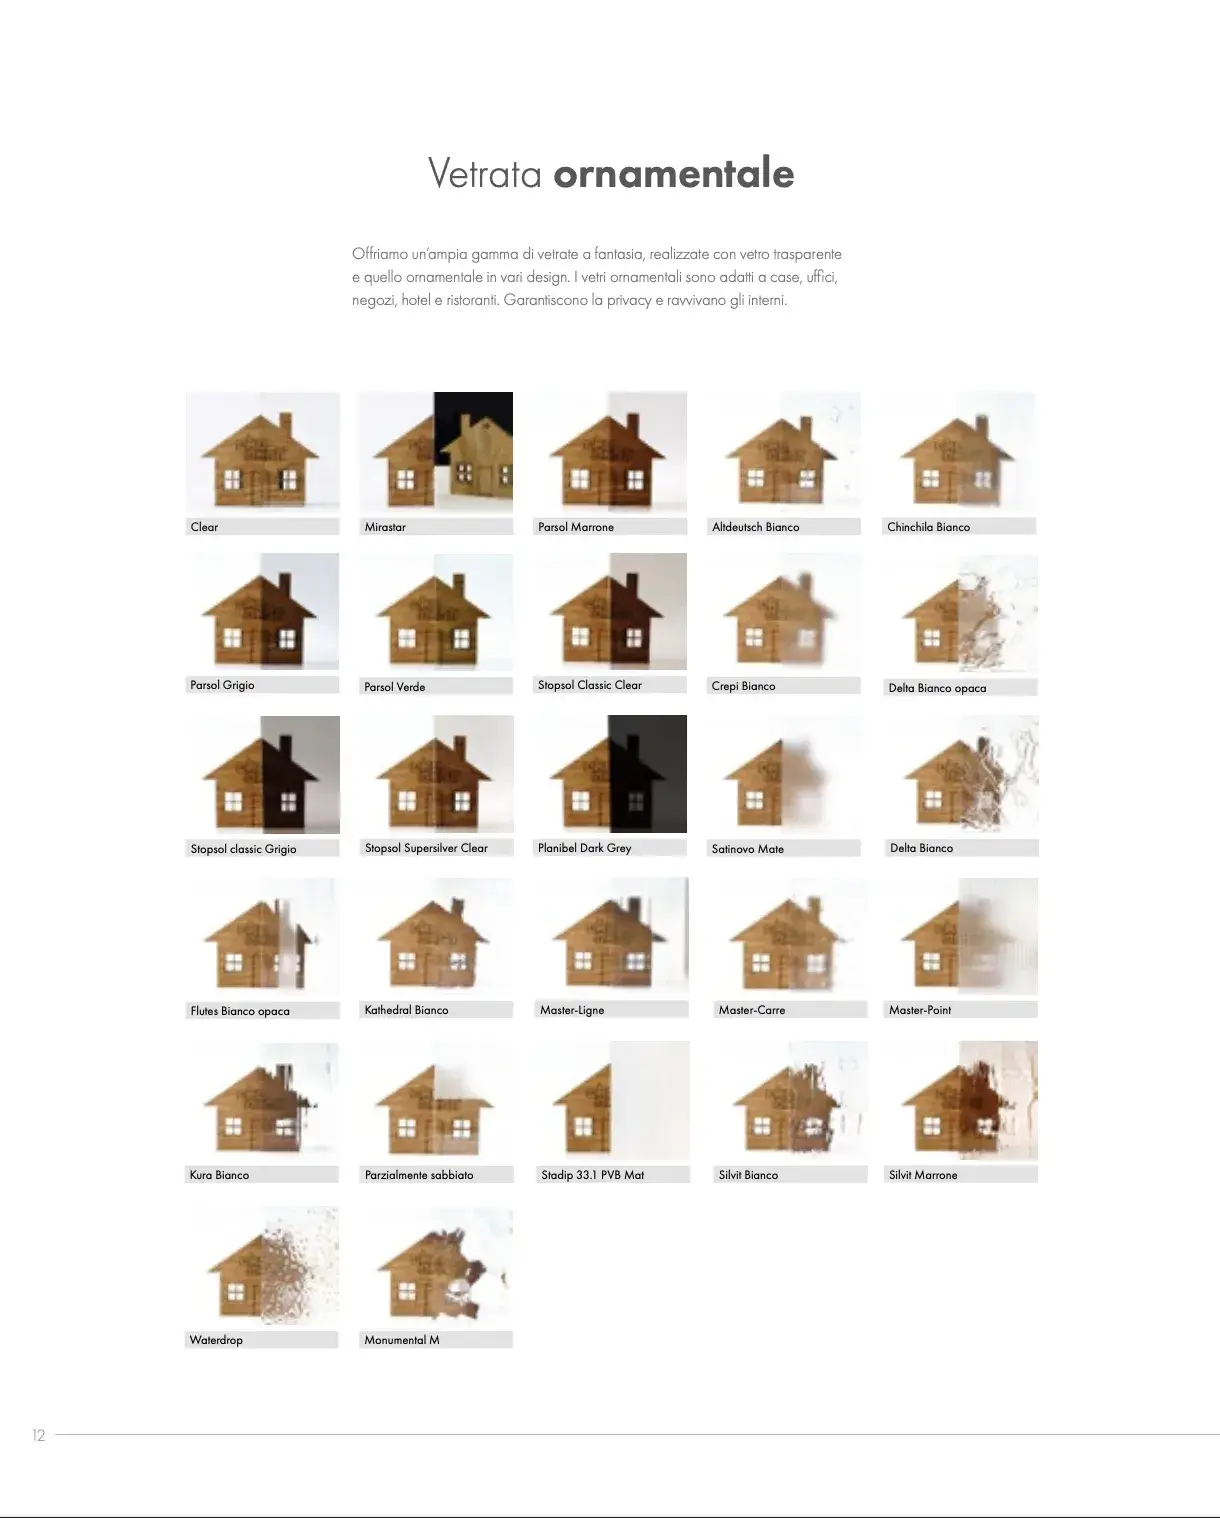 Vetrata ornamentale
Offriamo un'ampia gamma di vetrate a fantasia, realizzate con vetro trasparente
e quello ornamentale in vari design. I vetri ornamentali sono adatti a case, uffici,
negozi, hotel e ristoranti. Garantiscono la privacy e ravvivano gli interni.
Clear
Mirastar
Parsol Marrone
Altdeutsch Bianco
Chinchila Bianco
Parsol Grigio
Parsol Verde
Stopsol Classic Clear
Crepi Bianco
Delta Bianco opaca
Stopsol classic Grigio
Stopsol Supersilver Clear
Planibel Dark Grey
Satinovo Mate
Delta Bianco
Flutes Bianco opaca
Kathedral Bianco
Master-Ligne
Master-Carre
Master-Point
Kura Bianco
Parzialmente sabbiato
Stadip 33.1 PVB Mat
Silvit Bianco
Silvit Marrone
Waterdrop
Monumental M
12